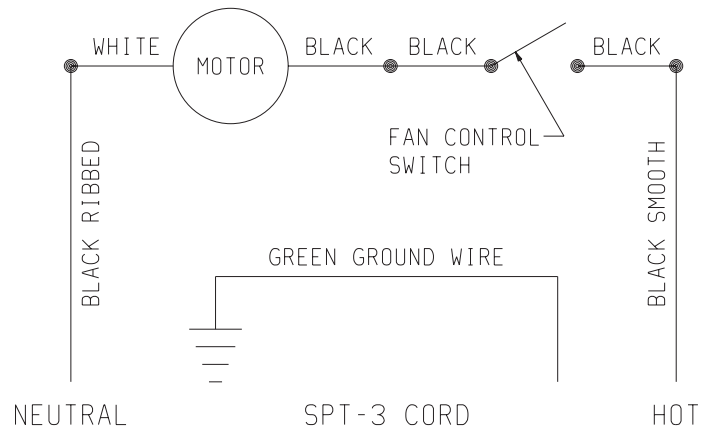 WHITE
MOTOR
BLACK
BLACK
BLACK
FAN CONTROL
SWITCH
BLACK RIBBED
BLACK SMOOTH
GREEN GROUND WIRE
NEUTRAL
SPT-3 CORD
HOT